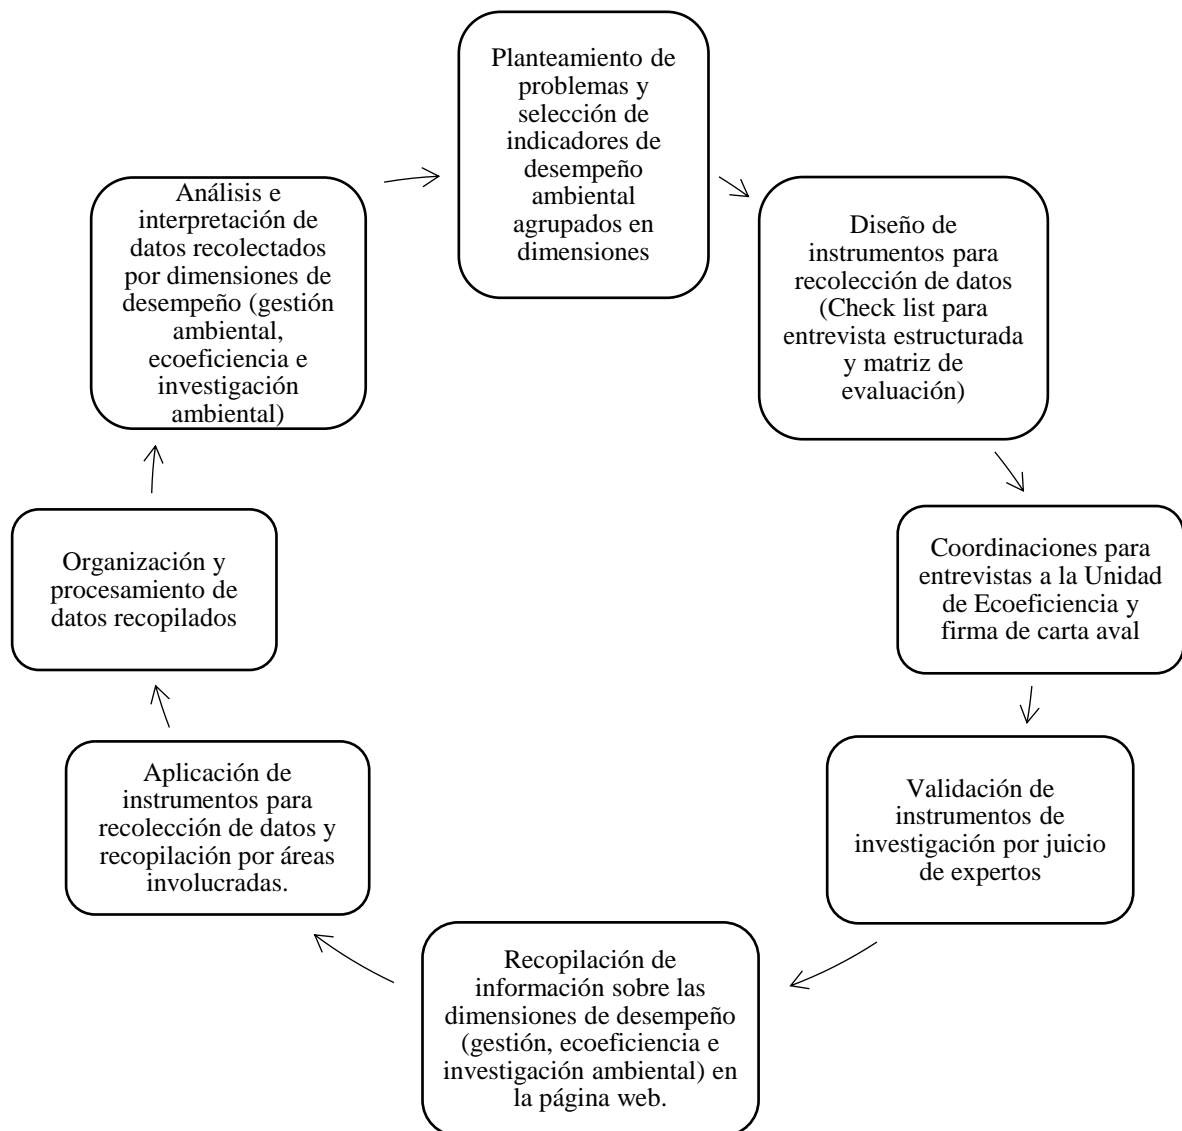 Planteamiento de
problemas y
selección de
indicadores de
desempeño
ambiental
agrupados en
dimensiones
Diseño de
instrumentos para
recolección de datos
(Check list para
entrevista estructurada
y matriz de
evaluación)
Coordinaciones para
entrevistas a la Unidad
de Ecoeficiencia y
firma de carta aval
Validación de
instrumentos de
investigación por juicio
de expertos
Recopilación de
información sobre las
dimensiones de desempeño
(gestión, ecoeficiencia e
investigación ambiental) en
la página web.
Aplicación de
instrumentos para
recolección de datos y
recopilación por áreas
involucradas.
Organización y
procesamiento de
datos recopilados
Análisis e
interpretación de
datos recolectados
por dimensiones de
desempeño (gestión
ambiental,
ecoeficiencia e
investigación
ambiental)